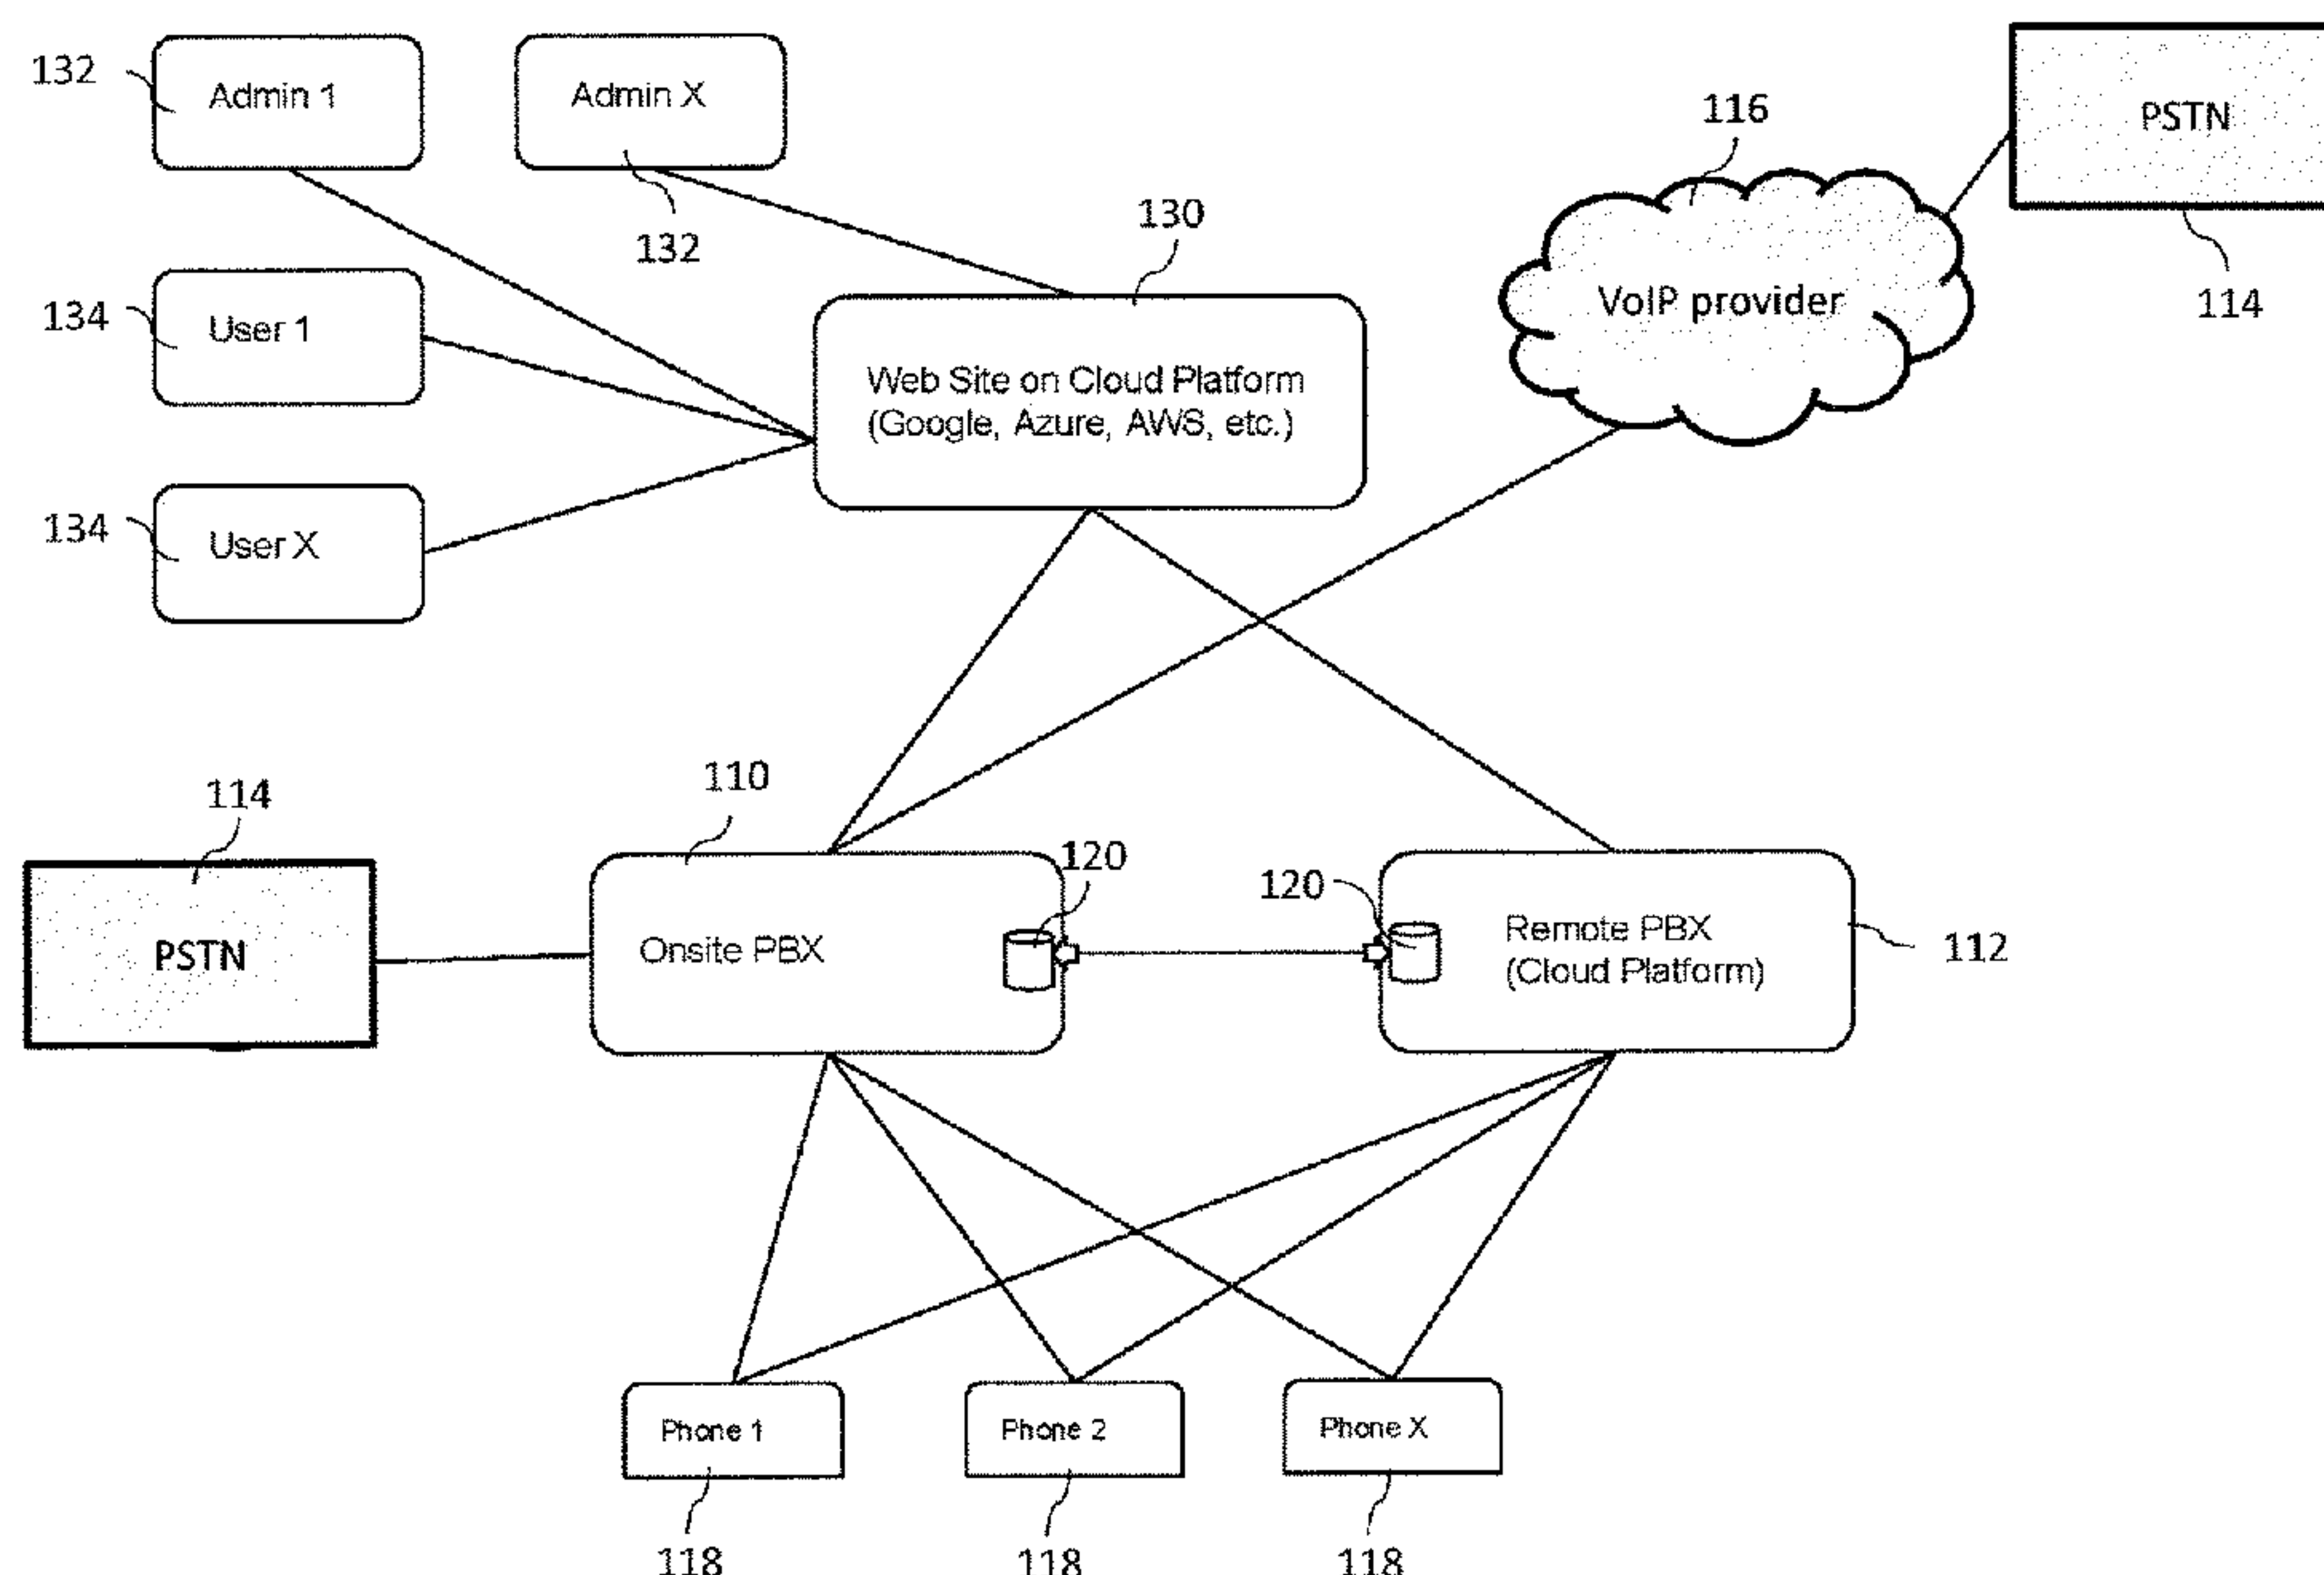 132
Admin 1
Admin X
132
116
PSTN
114
130
134
User 1
VoIP provider
Web Site on Cloud Platform
(Google, Azure, AWS, etc.)
134
User X
110
114
PSTN
Onsite PBX
120
120
Remote PBX
(Cloud Platform)
112
Phone 1
Phone 2
Phone X
118
118
118